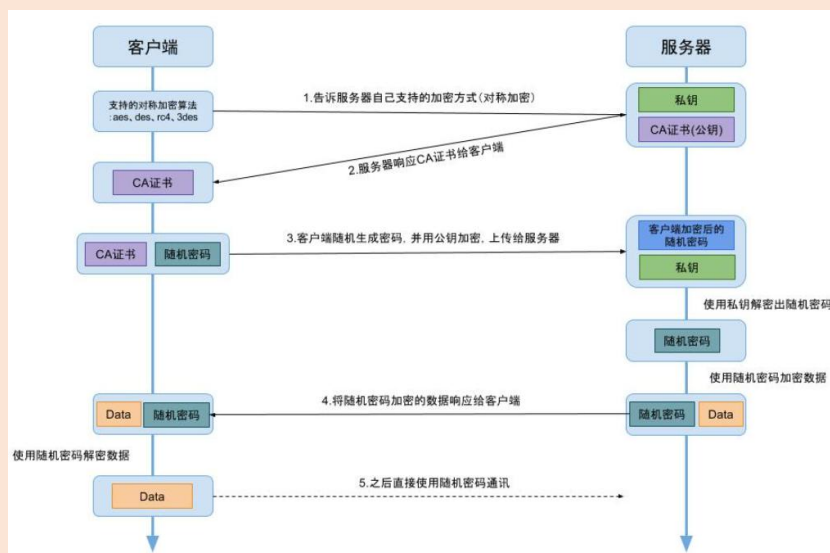 客户端
服务器
支持的对称加密算法
:aes、des、rc4、3des
1.告诉服务器自己支持的加密方式(对称加密)
私钥
CA证书(公钥)
2.服务器响应CA证书给客户端
CA证书
3.客户端随机生成密码, 并用公钥加密, 上传给服务器
CA证书
随机密码
客户端加密后的
随机密码
私钥
使用私钥解密出随机密码
随机密码
使用随机密码加密数据
4.将随机密码加密的数据响应给客户端
Data
随机密码
随机密码
Data
使用随机密码解密数据
5.之后直接使用随机密码通讯
Data